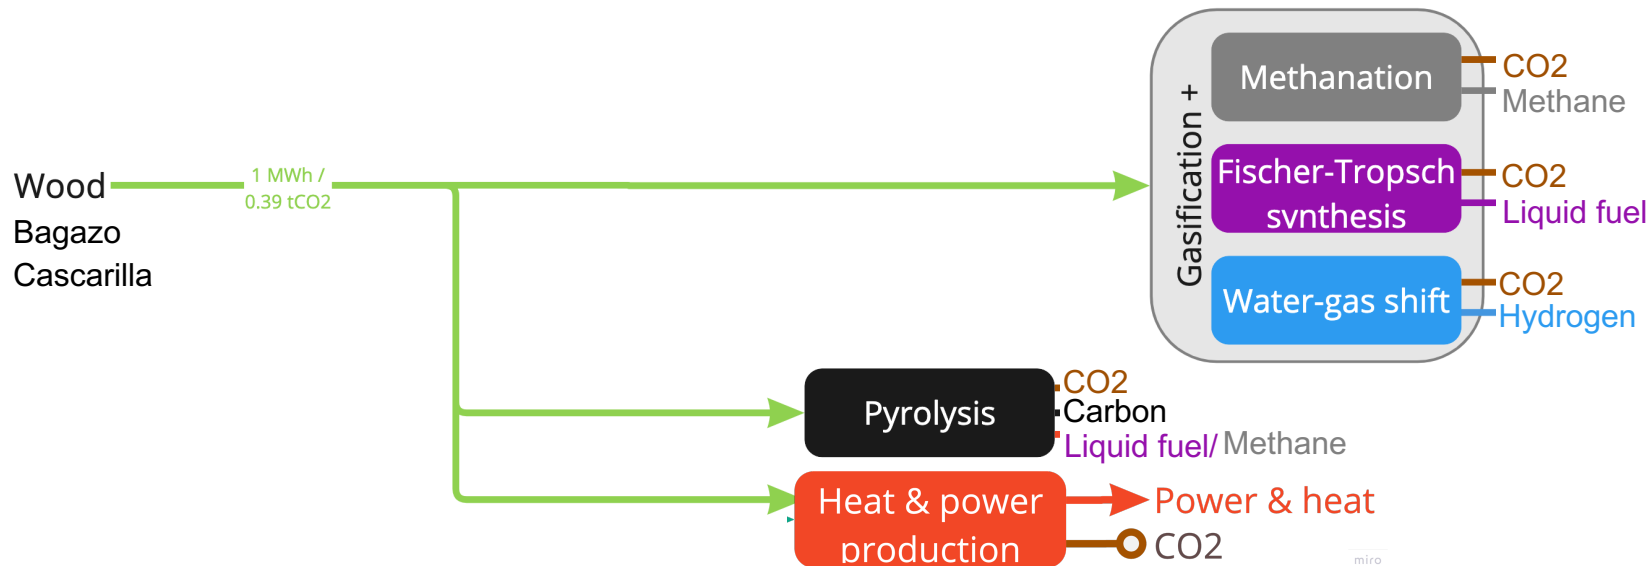 Wood
Bagazo
Cascarilla
1 MWh /
0.39 tCO2
Gasification +
Methanation
CO2
Methane
Fischer-Tropsch
synthesis
CO2
Liquid fuel
Water-gas shift
CO2
Hydrogen
Pyrolysis
CO2
Carbon
Liquid fuel/ Methane
Heat & power
production
Power & heat
CO2
miro